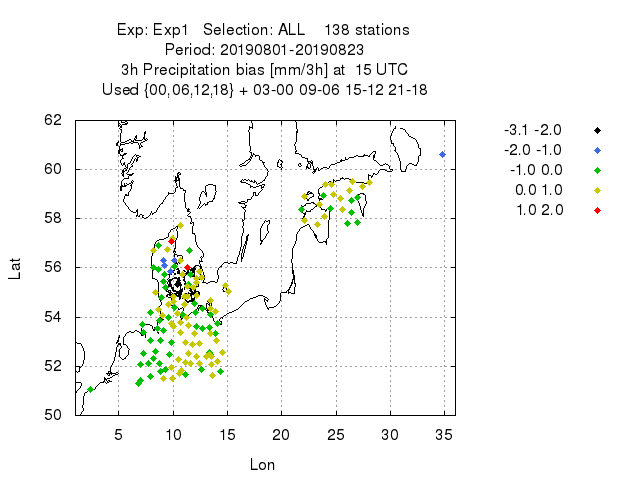 Exp: Exp1   Selection: ALL    138 stations
Period: 20190801-20190823
3h Precipitation bias [mm/3h] at  15 UTC
Used {00,06,12,18} + 03-00 09-06 15-12 21-18
-3.1 -2.0
-2.0 -1.0
-1.0 0.0
0.0 1.0
1.0 2.0
62
60
58
56
54
52
50
Lat
5 10 15 20 25 30 35
Lon